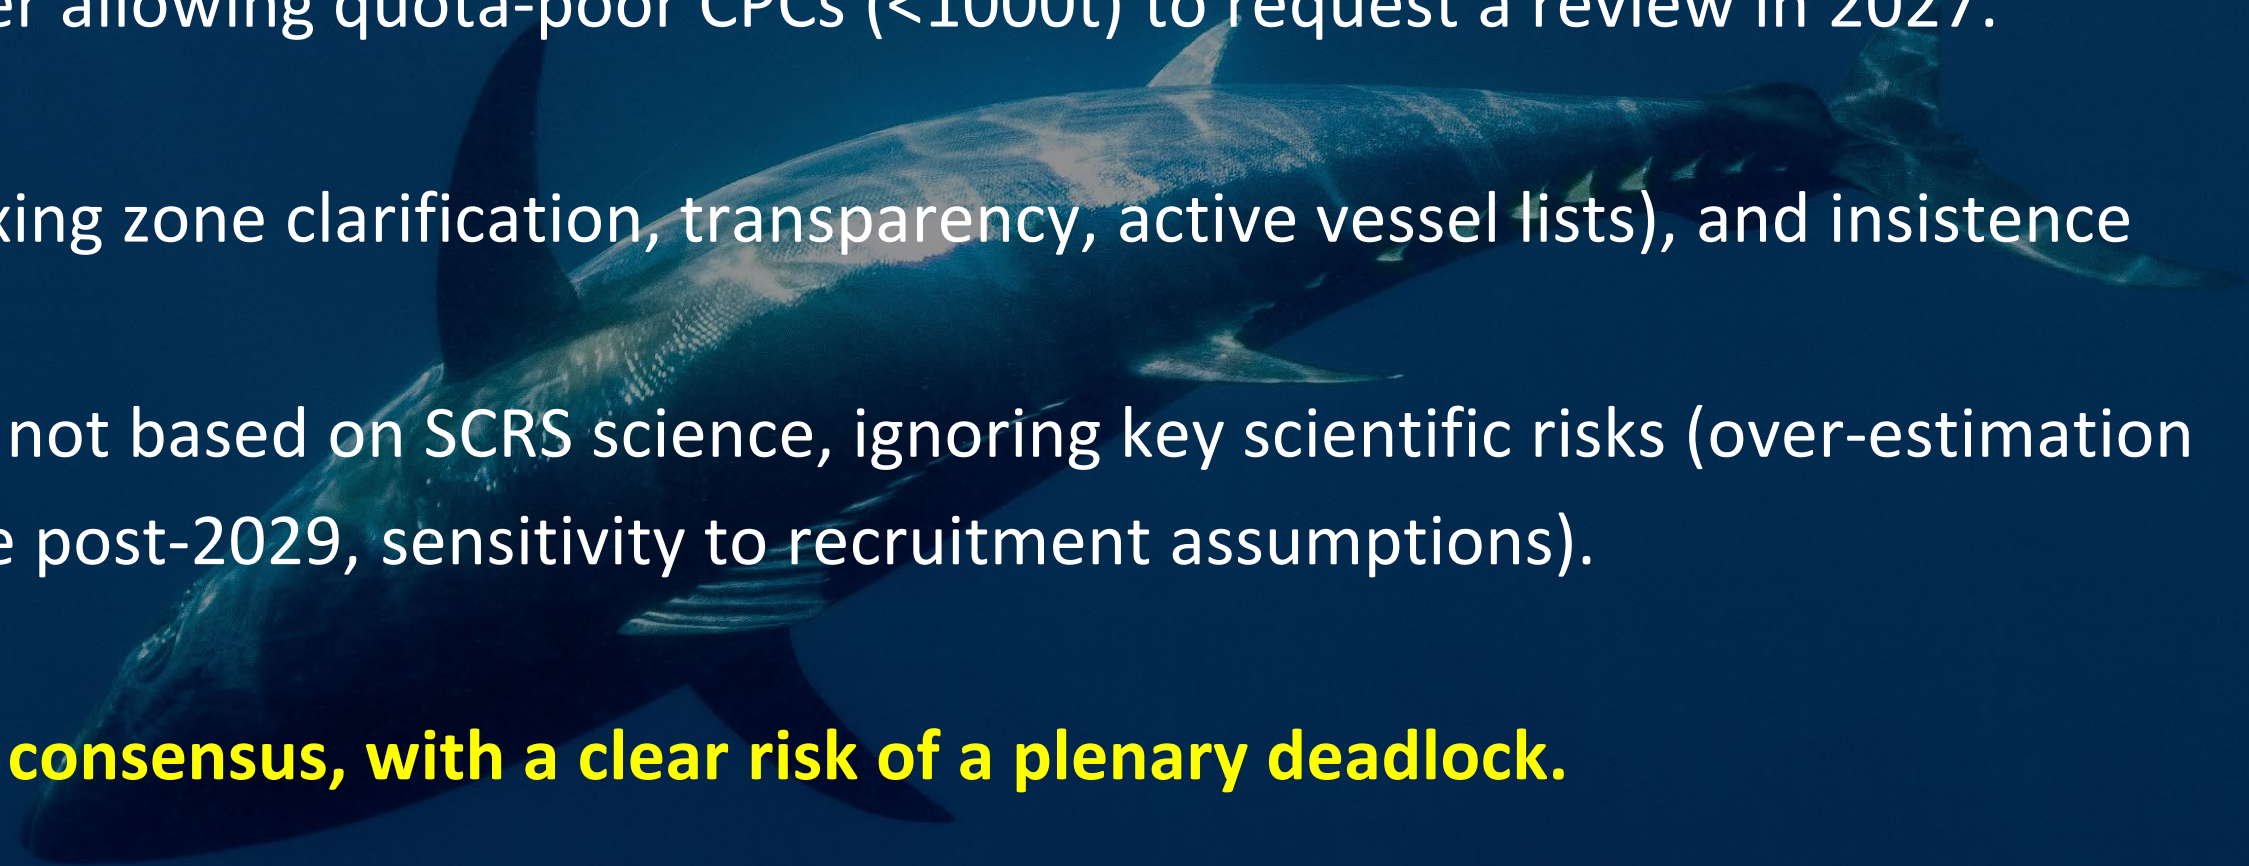 er allowing quota-poor CPCs (<1000t) to request a review in 2027.
xing zone clarification, transparency, active vessel lists), and insistence
not based on SCRS science, ignoring key scientific risks (over-estimation
e post-2029, sensitivity to recruitment assumptions).
consensus, with a clear risk of a plenary deadlock.